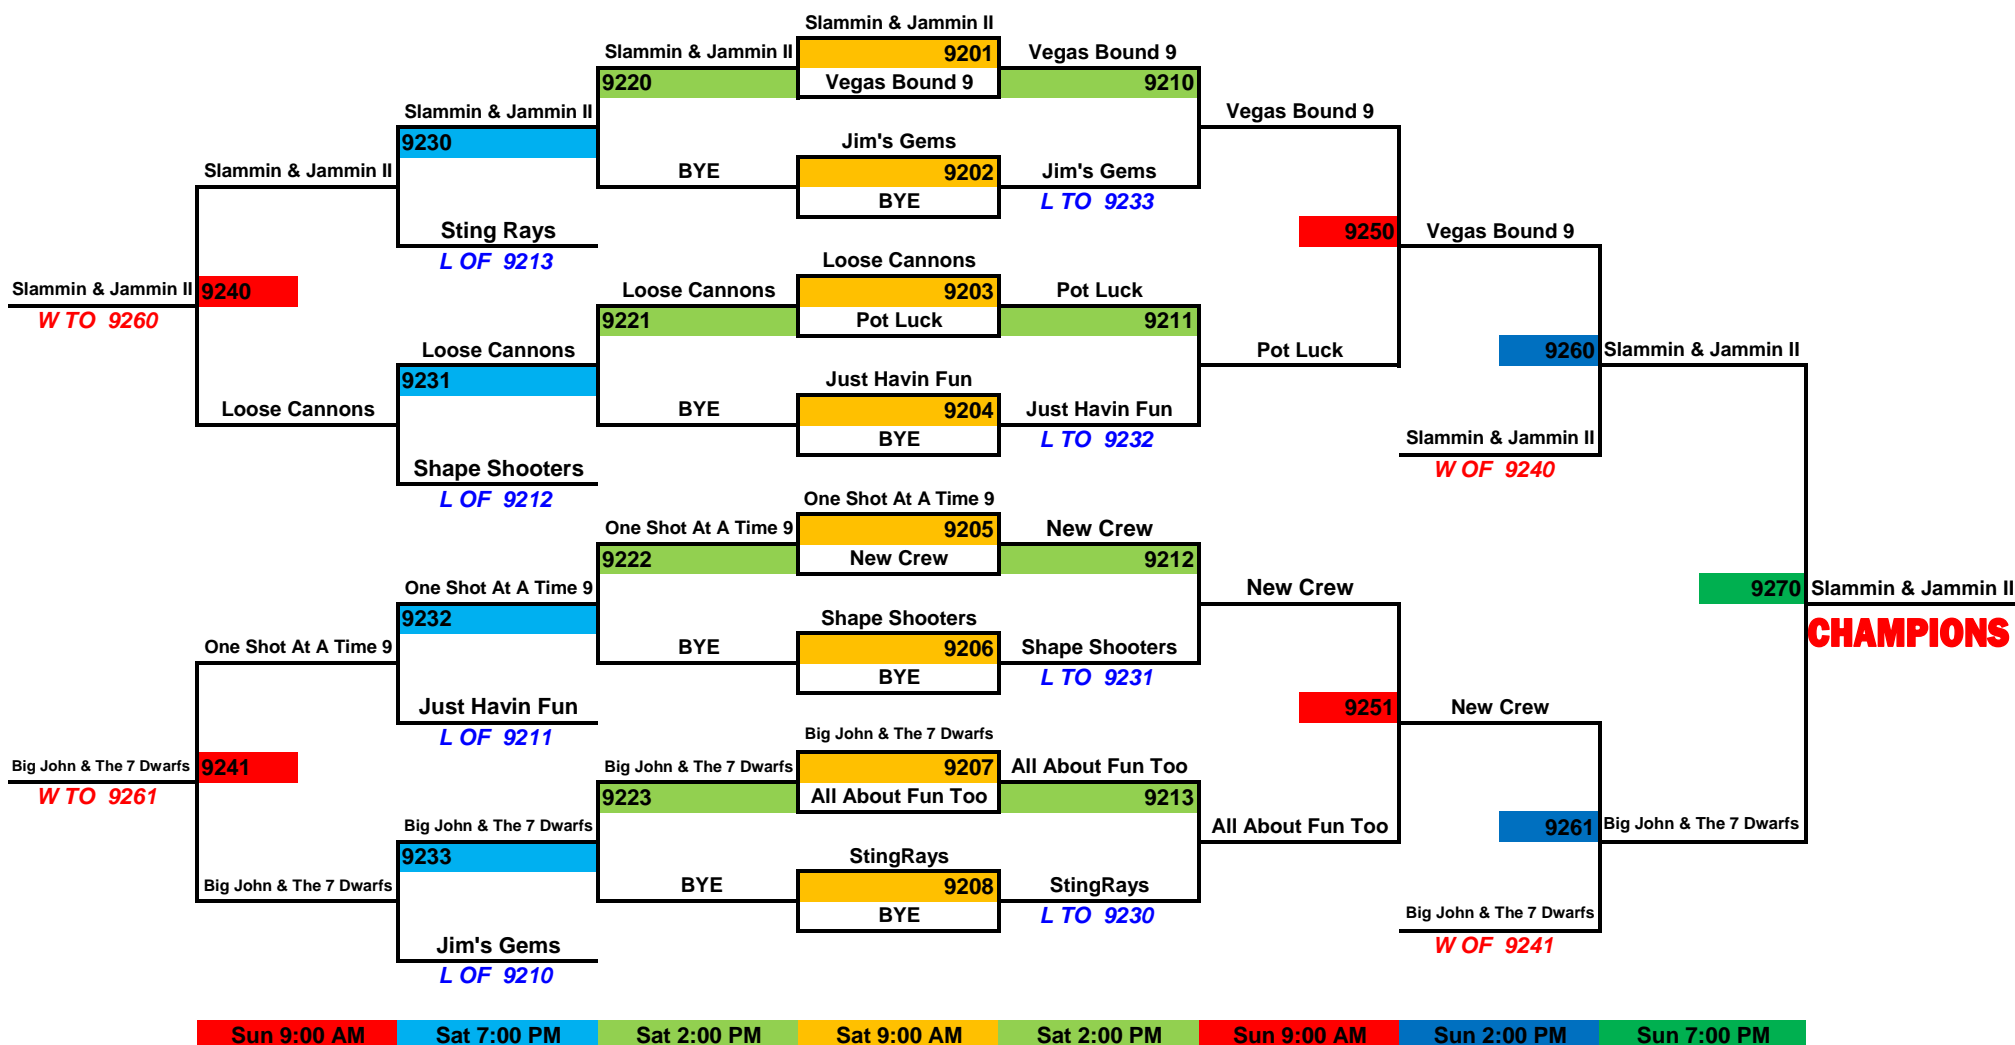 Slammin & Jammin II
Slammin & Jammin II
9201
Vegas Bound 9
9220
Vegas Bound 9
9210
Slammin & Jammin II
Vegas Bound 9
9230
Jim's Gems
Slammin & Jammin II
BYE
9202
Jim's Gems
BYE
L TO 9233
Sting Rays
9250
Vegas Bound 9
L OF 9213
Loose Cannons
Slammin & Jammin II
9240
Loose Cannons
9203
Pot Luck
W TO 9260
9221
Pot Luck
9211
Loose Cannons
Pot Luck
9260
Slammin & Jammin II
9231
Just Havin Fun
Loose Cannons
BYE
9204
Just Havin Fun
BYE
L TO 9232
Slammin & Jammin II
Shape Shooters
W OF 9240
L OF 9212
One Shot At A Time 9
One Shot At A Time 9
9205
New Crew
9222
New Crew
9212
One Shot At A Time 9
New Crew
9270
Slammin & Jammin II
9232
Shape Shooters
CHAMPIONS
One Shot At A Time 9
BYE
9206
Shape Shooters
BYE
L TO 9231
Just Havin Fun
9251
New Crew
L OF 9211
Big John & The 7 Dwarfs
Big John & The 7 Dwarfs
9241
Big John & The 7 Dwarfs
9207
All About Fun Too
W TO 9261
9223
All About Fun Too
9213
Big John & The 7 Dwarfs
All About Fun Too
9261
Big John & The 7 Dwarfs
9233
StingRays
Big John & The 7 Dwarfs
BYE
9208
StingRays
BYE
L TO 9230
Big John & The 7 Dwarfs
Jim's Gems
W OF 9241
L OF 9210
Sun 9:00 AM
Sat 7:00 PM
Sat 2:00 PM
Sat 9:00 AM
Sat 2:00 PM
Sun 9:00 AM
Sun 2:00 PM
Sun 7:00 PM